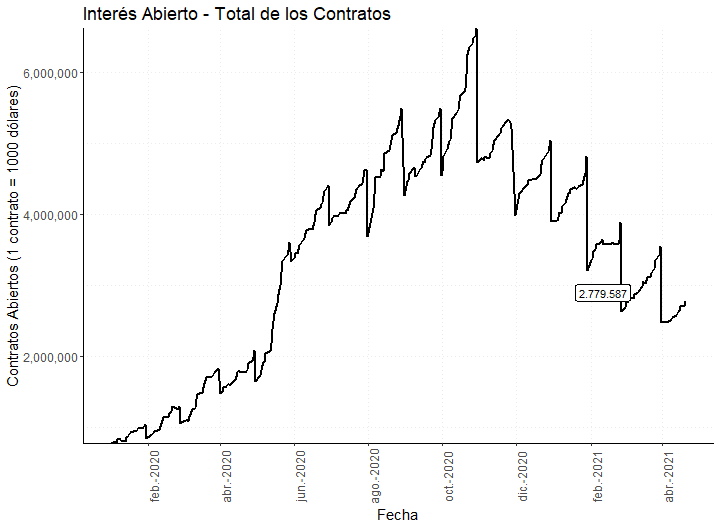 Interés Abierto - Total de los Contratos
Contratos Abiertos (1 contrato = 1000 dólares)
6,000,000
4,000,000
2,000,000
2.779.587
feb.-2020
abr.-2020
jun.-2020
ago.-2020
oct.-2020
dic.-2020
feb.-2021
abr.-2021
Fecha